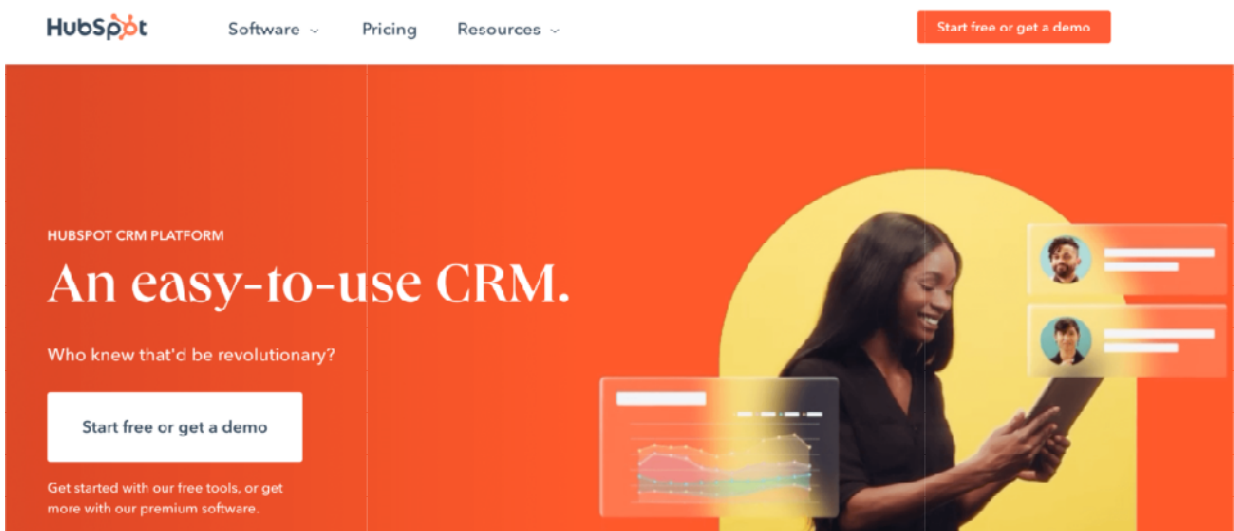 HubSpot
Software
Pricing
Resources
Start free or get a demo
HUBSPOT CRM PLATFORM
An easy-to-use CRM.
Who knew that'd be revolutionary?
Start free or get a demo
Get started with our free tools, or get
more with our premium software.